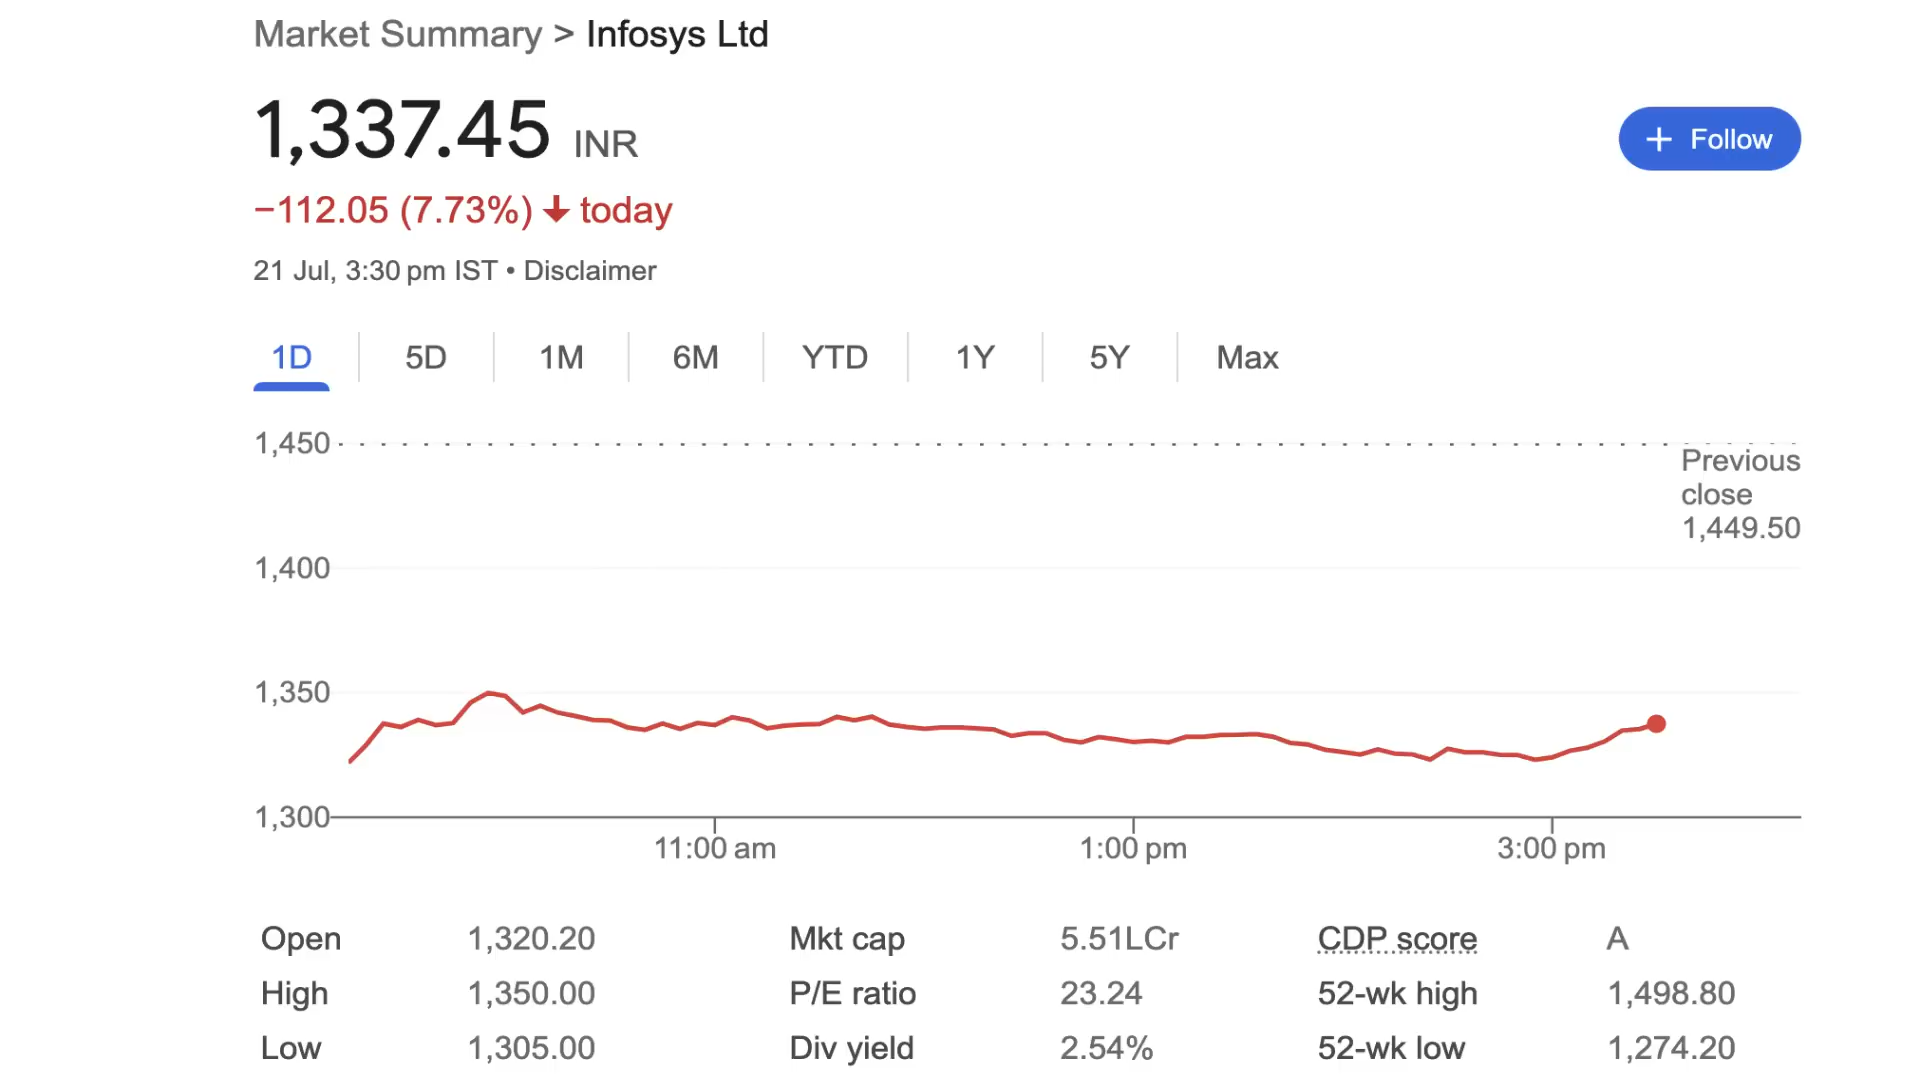 Market Summary > Infosys Ltd
1,337.45 INR
+ Follow
−112.05 (7.73%) ↓ today
21 Jul, 3:30 pm IST • Disclaimer
1D 5D 1M 6M YTD 1Y 5Y Max
1,450
Previous
close
1,449.50
1,400
1,350
1,300
11:00 am 1:00 pm 3:00 pm
Open 1,320.20 Mkt cap 5.51LCr CDP score A
High 1,350.00 P/E ratio 23.24 52-wk high 1,498.80
Low 1,305.00 Div yield 2.54% 52-wk low 1,274.20